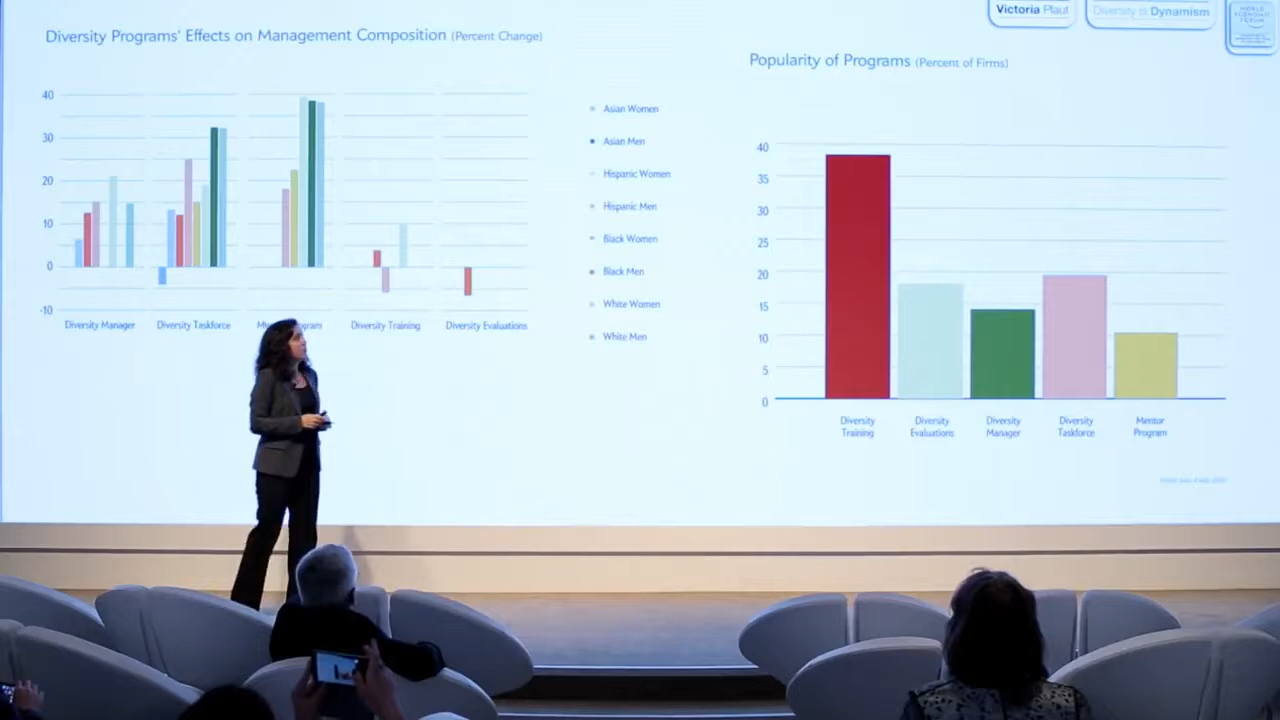 Victoria Plaut
Diversity is Dynamism
WORLD
ECONOMIC
FORUM
Diversity Programs' Effects on Management Composition (Percent Change)
40
30
20
10
0
-10
Diversity Manager
Diversity Taskforce
Diversity Training
Diversity Evaluations
Asian Women
Asian Men
Hispanic Women
Hispanic Men
Black Women
Black Men
White Women
White Men
Popularity of Programs (Percent of Firms)
40
35
30
25
20
15
10
5
0
Diversity
Training
Diversity
Evaluations
Diversity
Manager
Diversity
Taskforce
Mentor
Program